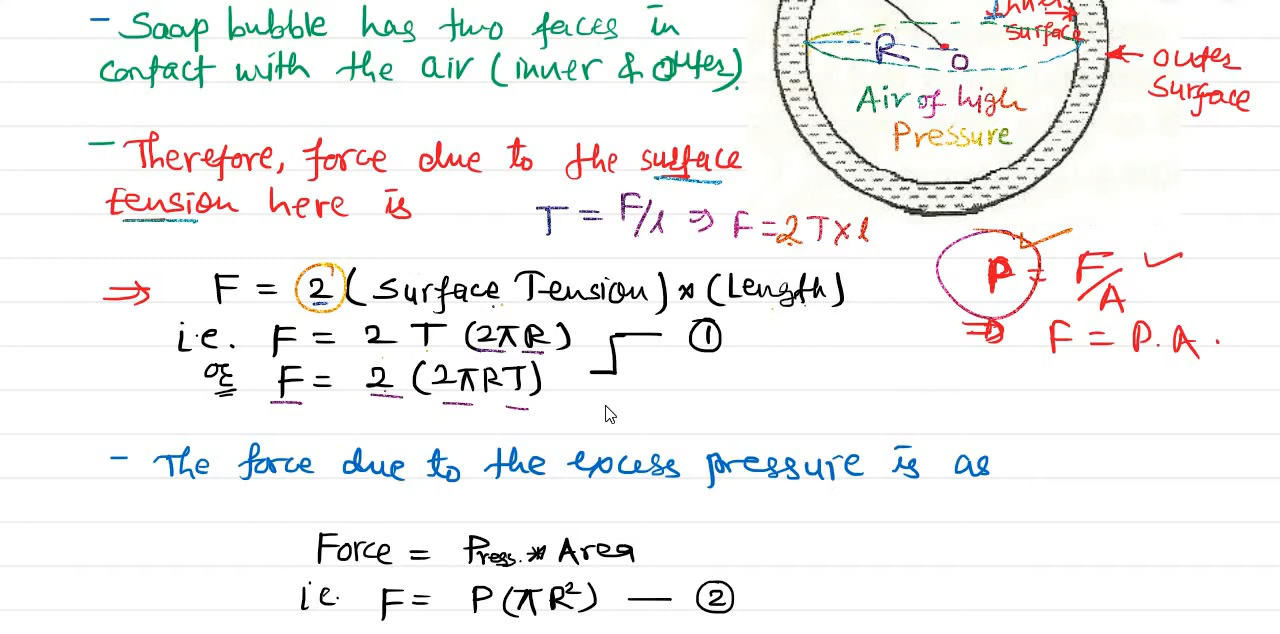 - Soap bubble has two faces in
contact with the air (inner & outer).
Inner
surface
R
O
Air of high
Pressure
outer
surface
- Therefore, force due to the surface
tension here is
T = F/l ⇒ F = 2T×l
⇒ F = 2 (Surface Tension) × (Length)
i.e. F = 2 T (2πR)
or F = 2 (2πRT)
①
P = F/A ✓
⇒ F = P.A.
- The force due to the excess pressure is as
Force = Press. * Area
i.e. F = P(πR²) — ②